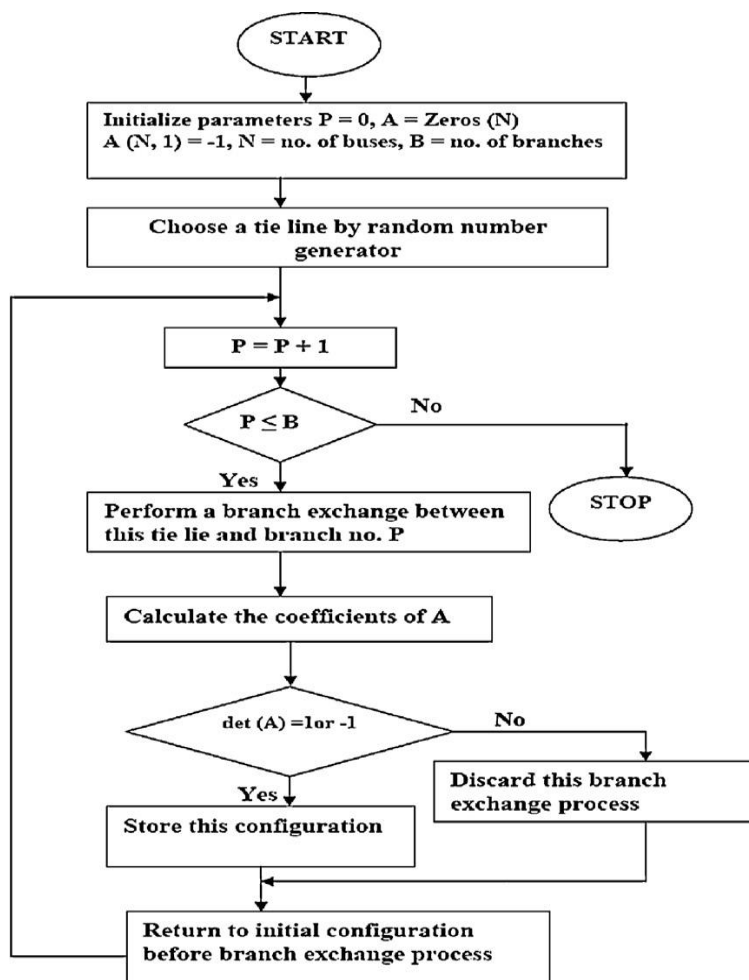 START
Initialize parameters P = 0, A = Zeros (N)
A (N, 1) = -1, N = no. of buses, B = no. of branches
Choose a tie line by random number
generator
P = P + 1
P ≤ B
No
Yes
STOP
Perform a branch exchange between
this tie lie and branch no. P
Calculate the coefficients of A
det (A) =1or -1
No
Yes
Discard this branch
exchange process
Store this configuration
Return to initial configuration
before branch exchange process